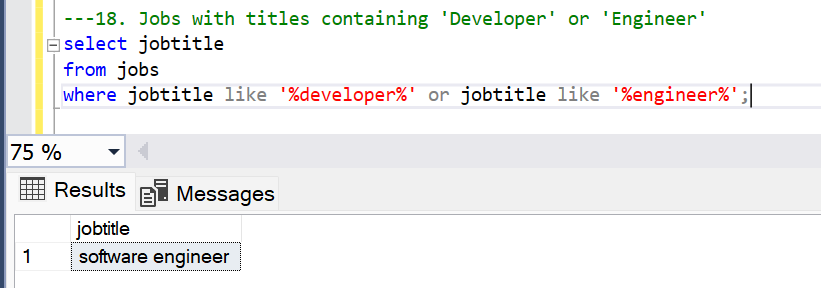 ---18. Jobs with titles containing 'Developer' or 'Engineer'
select jobtitle
from jobs
where jobtitle like '%developer%' or jobtitle like '%engineer%';
75 %
Results Messages
jobtitle
1 software engineer